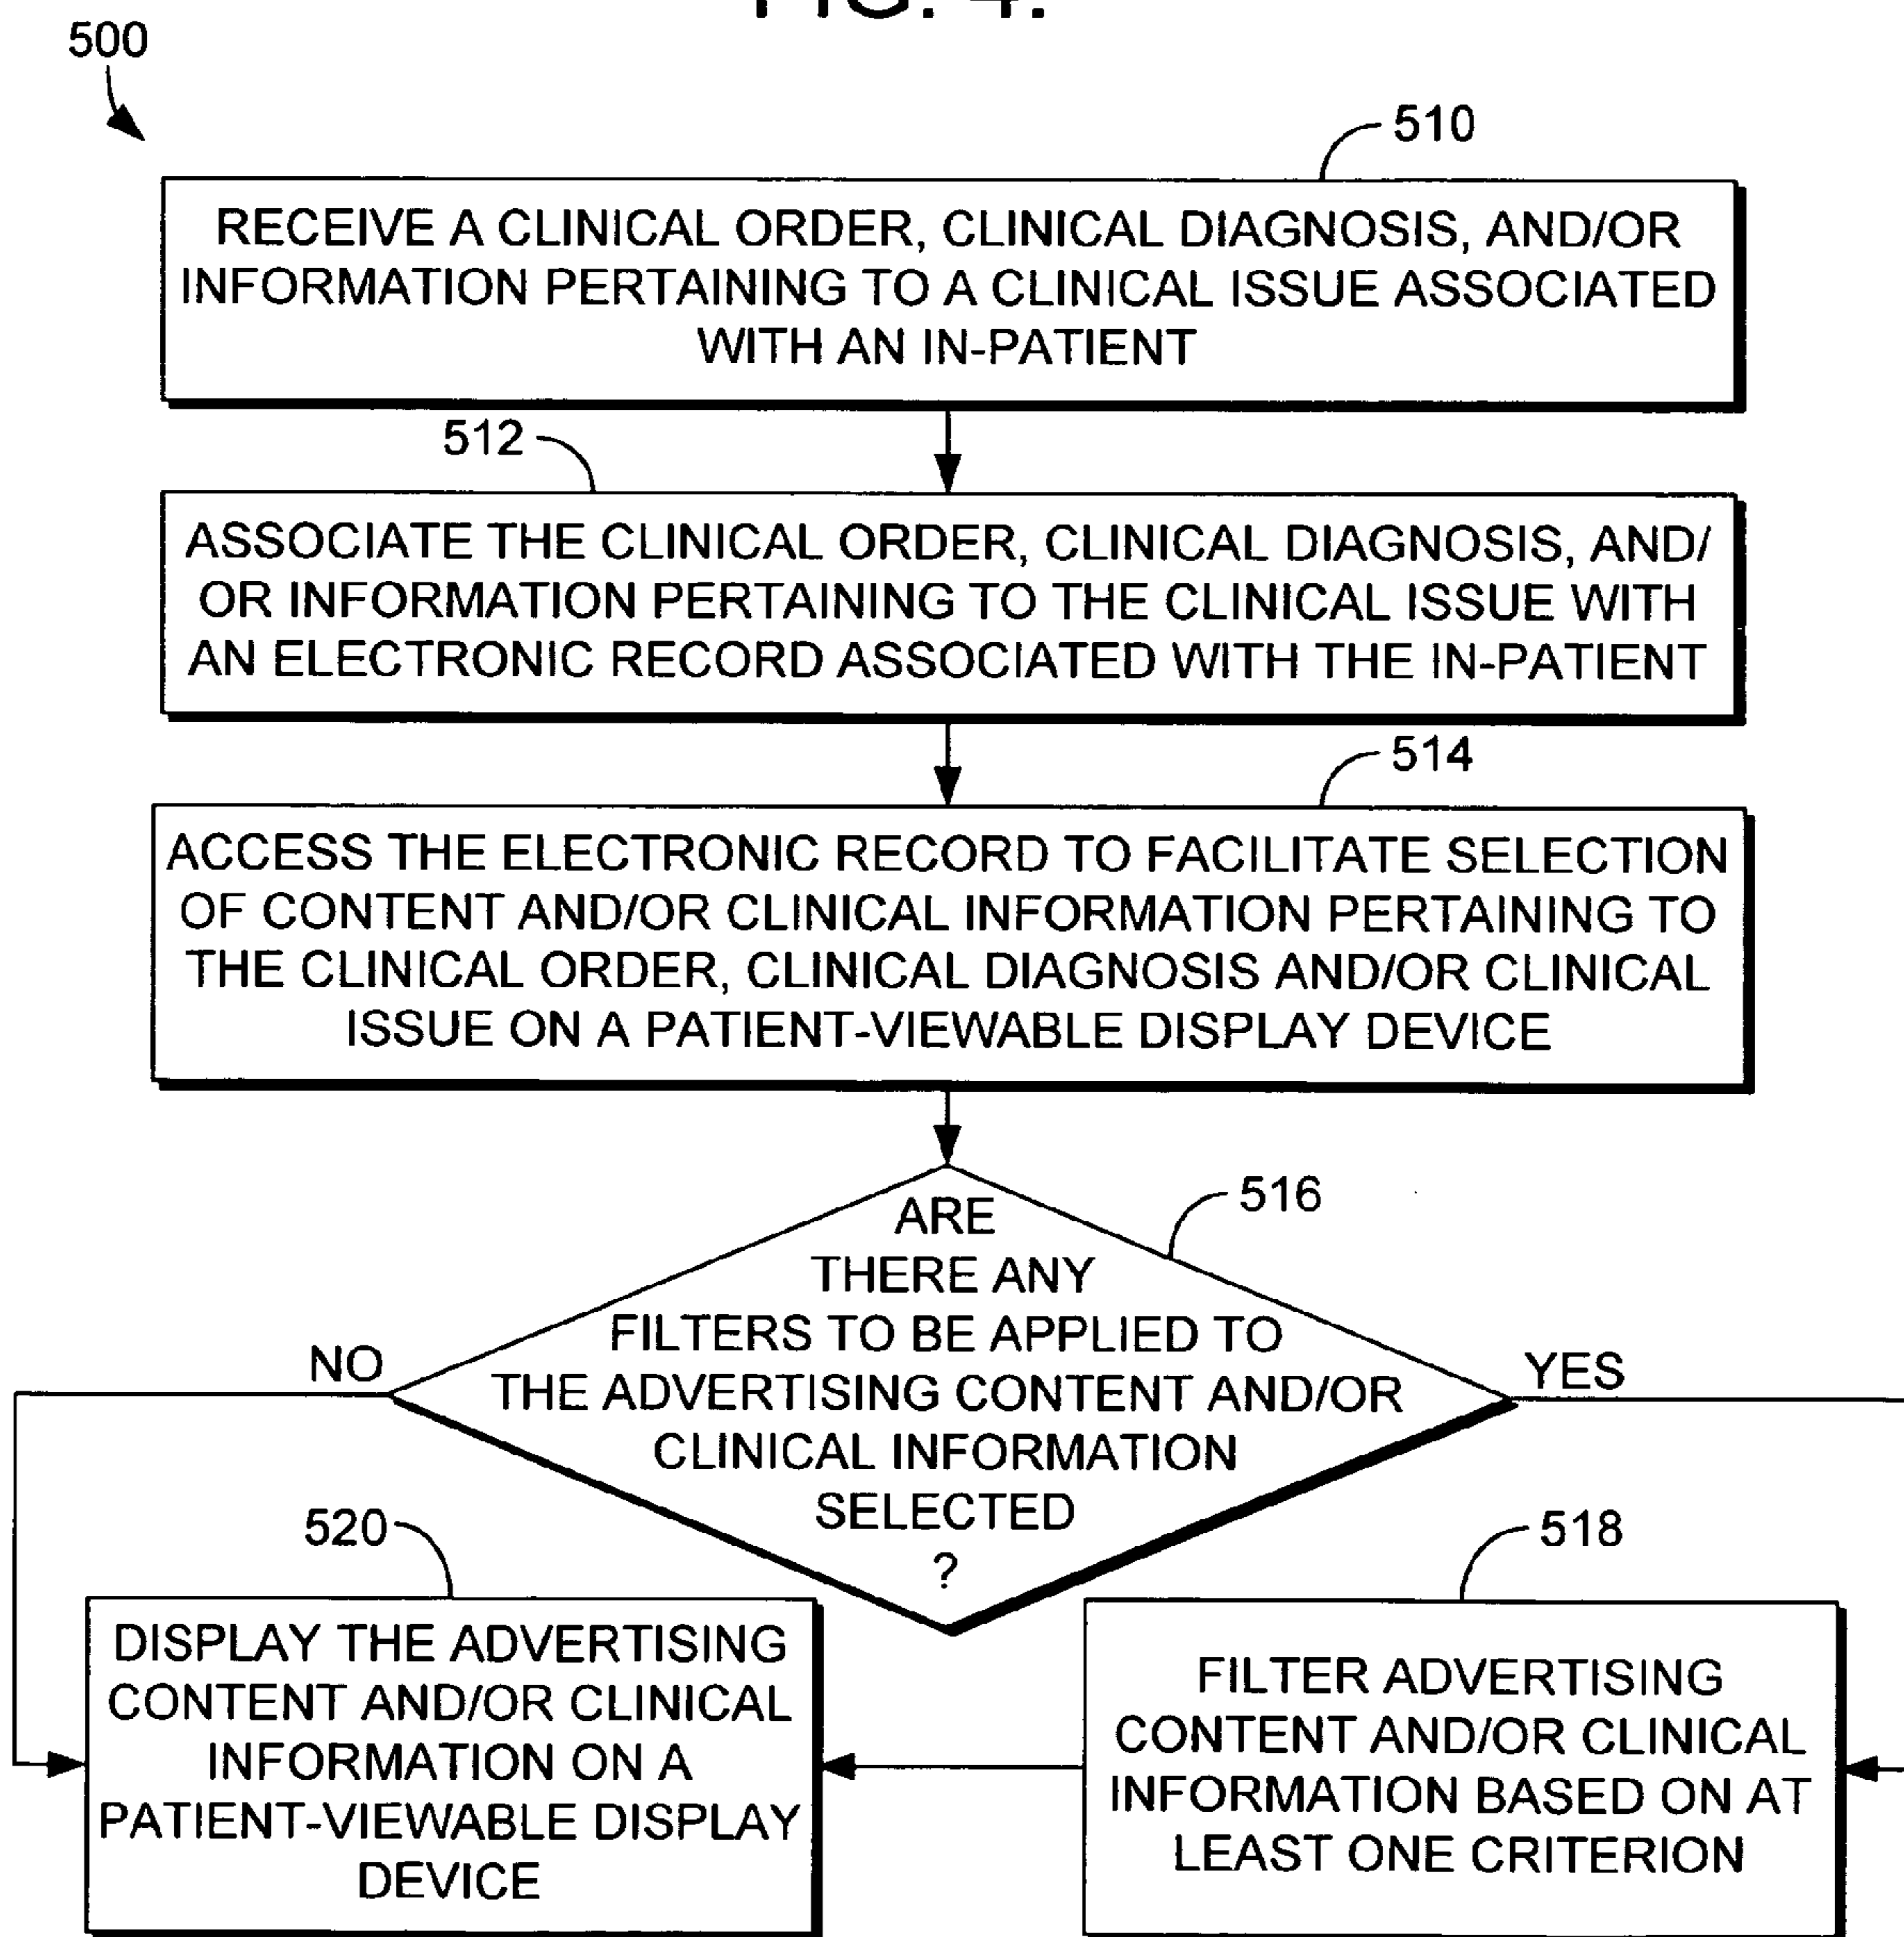 FIG. 4.
500
510
RECEIVE A CLINICAL ORDER, CLINICAL DIAGNOSIS, AND/OR
INFORMATION PERTAINING TO A CLINICAL ISSUE ASSOCIATED
WITH AN IN-PATIENT
512
ASSOCIATE THE CLINICAL ORDER, CLINICAL DIAGNOSIS, AND/
OR INFORMATION PERTAINING TO THE CLINICAL ISSUE WITH
AN ELECTRONIC RECORD ASSOCIATED WITH THE IN-PATIENT
514
ACCESS THE ELECTRONIC RECORD TO FACILITATE SELECTION
OF CONTENT AND/OR CLINICAL INFORMATION PERTAINING TO
THE CLINICAL ORDER, CLINICAL DIAGNOSIS AND/OR CLINICAL
ISSUE ON A PATIENT-VIEWABLE DISPLAY DEVICE
516
ARE
THERE ANY
FILTERS TO BE APPLIED TO
THE ADVERTISING CONTENT AND/OR
CLINICAL INFORMATION
SELECTED
?
NO
YES
520
DISPLAY THE ADVERTISING
CONTENT AND/OR CLINICAL
INFORMATION ON A
PATIENT-VIEWABLE DISPLAY
DEVICE
518
FILTER ADVERTISING
CONTENT AND/OR CLINICAL
INFORMATION BASED ON AT
LEAST ONE CRITERION